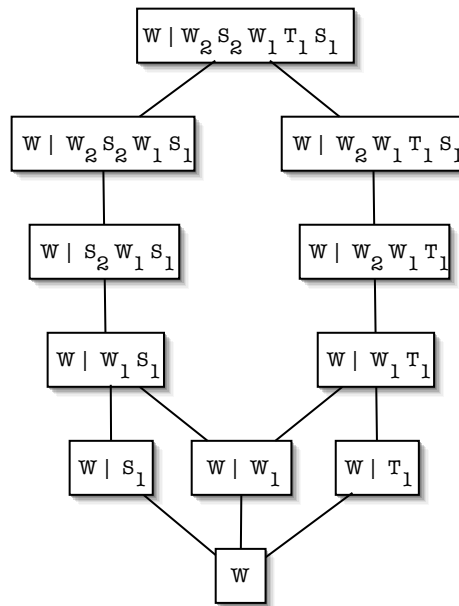 W | W₂ S₂ W₁ T₁ S₁
W | W₂ S₂ W₁ S₁
W | W₂ W₁ T₁ S₁
W | S₂ W₁ S₁
W | W₂ W₁ T₁
W | W₁ S₁
W | W₁ T₁
W | S₁
W | W₁
W | T₁
W